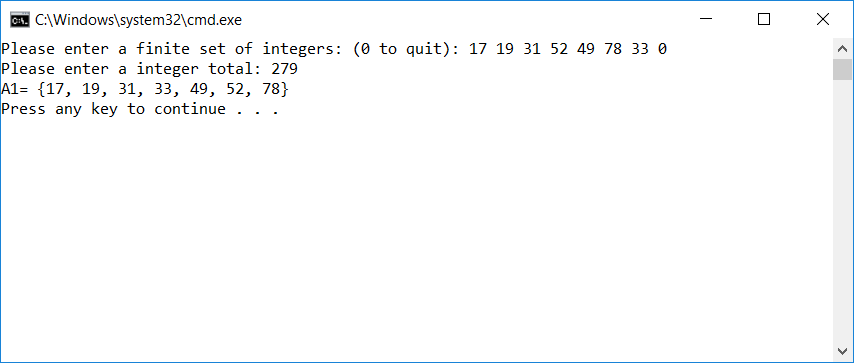 C:\Windows\system32\cmd.exe
Please enter a finite set of integers: (0 to quit): 17 19 31 52 49 78 33 0
Please enter a integer total: 279
A1= {17, 19, 31, 33, 49, 52, 78}
Press any key to continue . . .